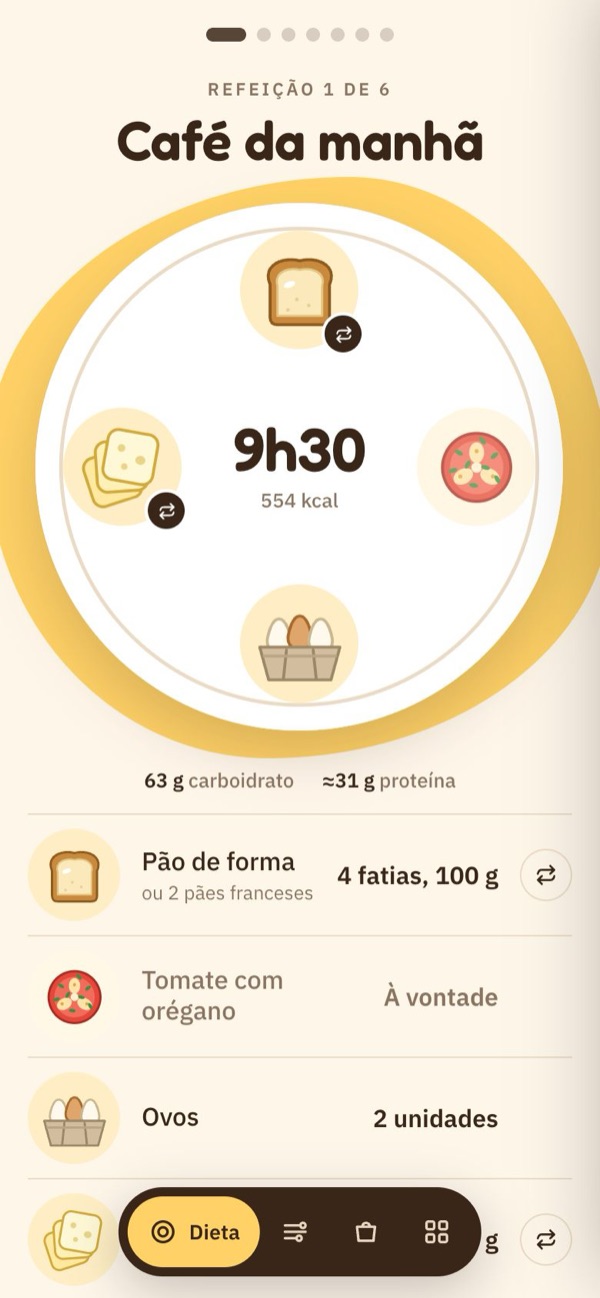 REFEIÇÃO 1 DE 6
Café da manhã
9h30
554 kcal
63 g carboidrato ≈31 g proteína
Pão de forma
ou 2 pães franceses
4 fatias, 100 g
Tomate com
orégano
À vontade
Ovos
2 unidades
g
Dieta